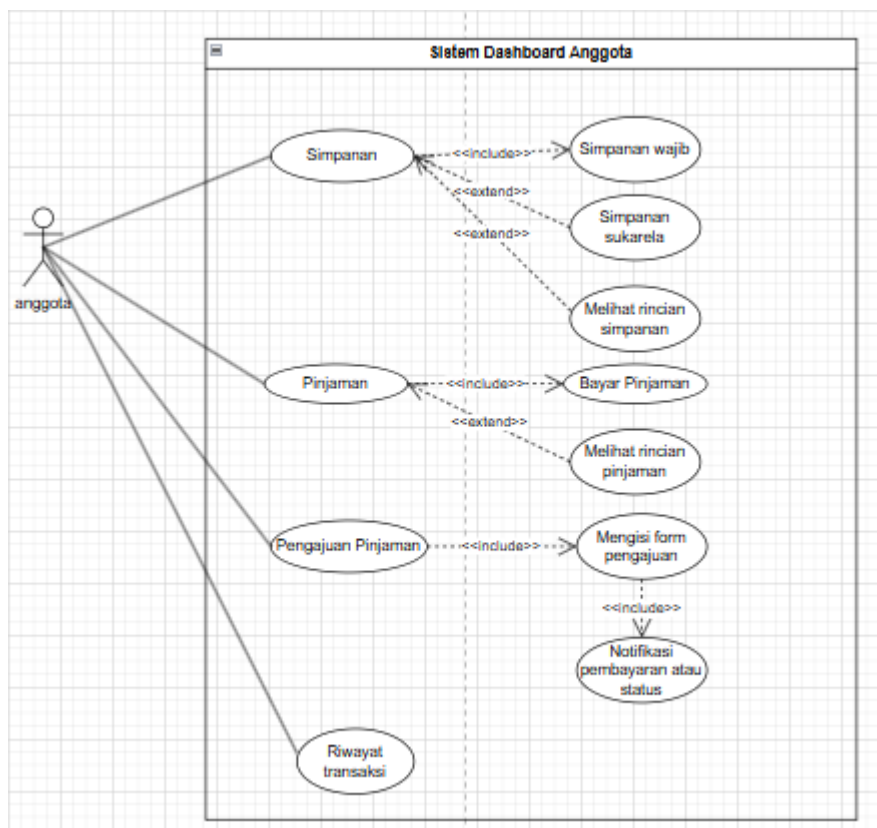 Sistem Dashboard Anggota
Simpanan
<<include>>
Simpanan wajib
<<extend>>
Simpanan
sukarela
<<extend>>
Melihat rincian
simpanan
anggota
Pinjaman
<<include>>
Bayar Pinjaman
<<extend>>
Melihat rincian
pinjaman
Pengajuan Pinjaman
<<include>>
Mengisi form
pengajuan
<<include>>
Notifikasi
pembayaran atau
status
Riwayat
transaksi